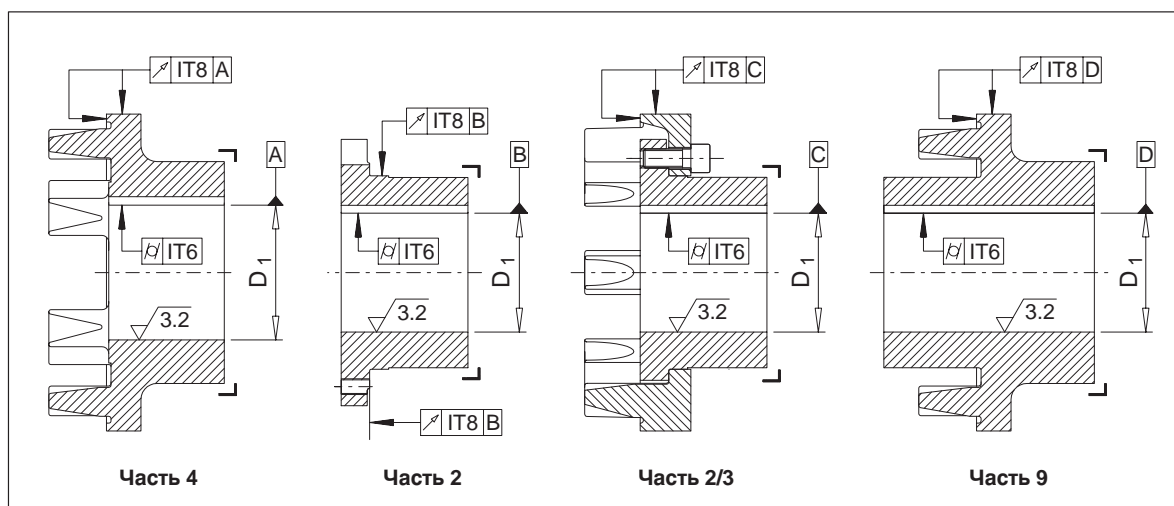 ↗ IT8 A
↗ IT8 B
↗ IT8 C
↗ IT8 D
A
B
C
D
⌭ IT6
⌭ IT6
⌭ IT6
⌭ IT6
D1
D1
D1
D1
3.2
3.2
3.2
3.2
↗ IT8 B
Часть 4
Часть 2
Часть 2/3
Часть 9